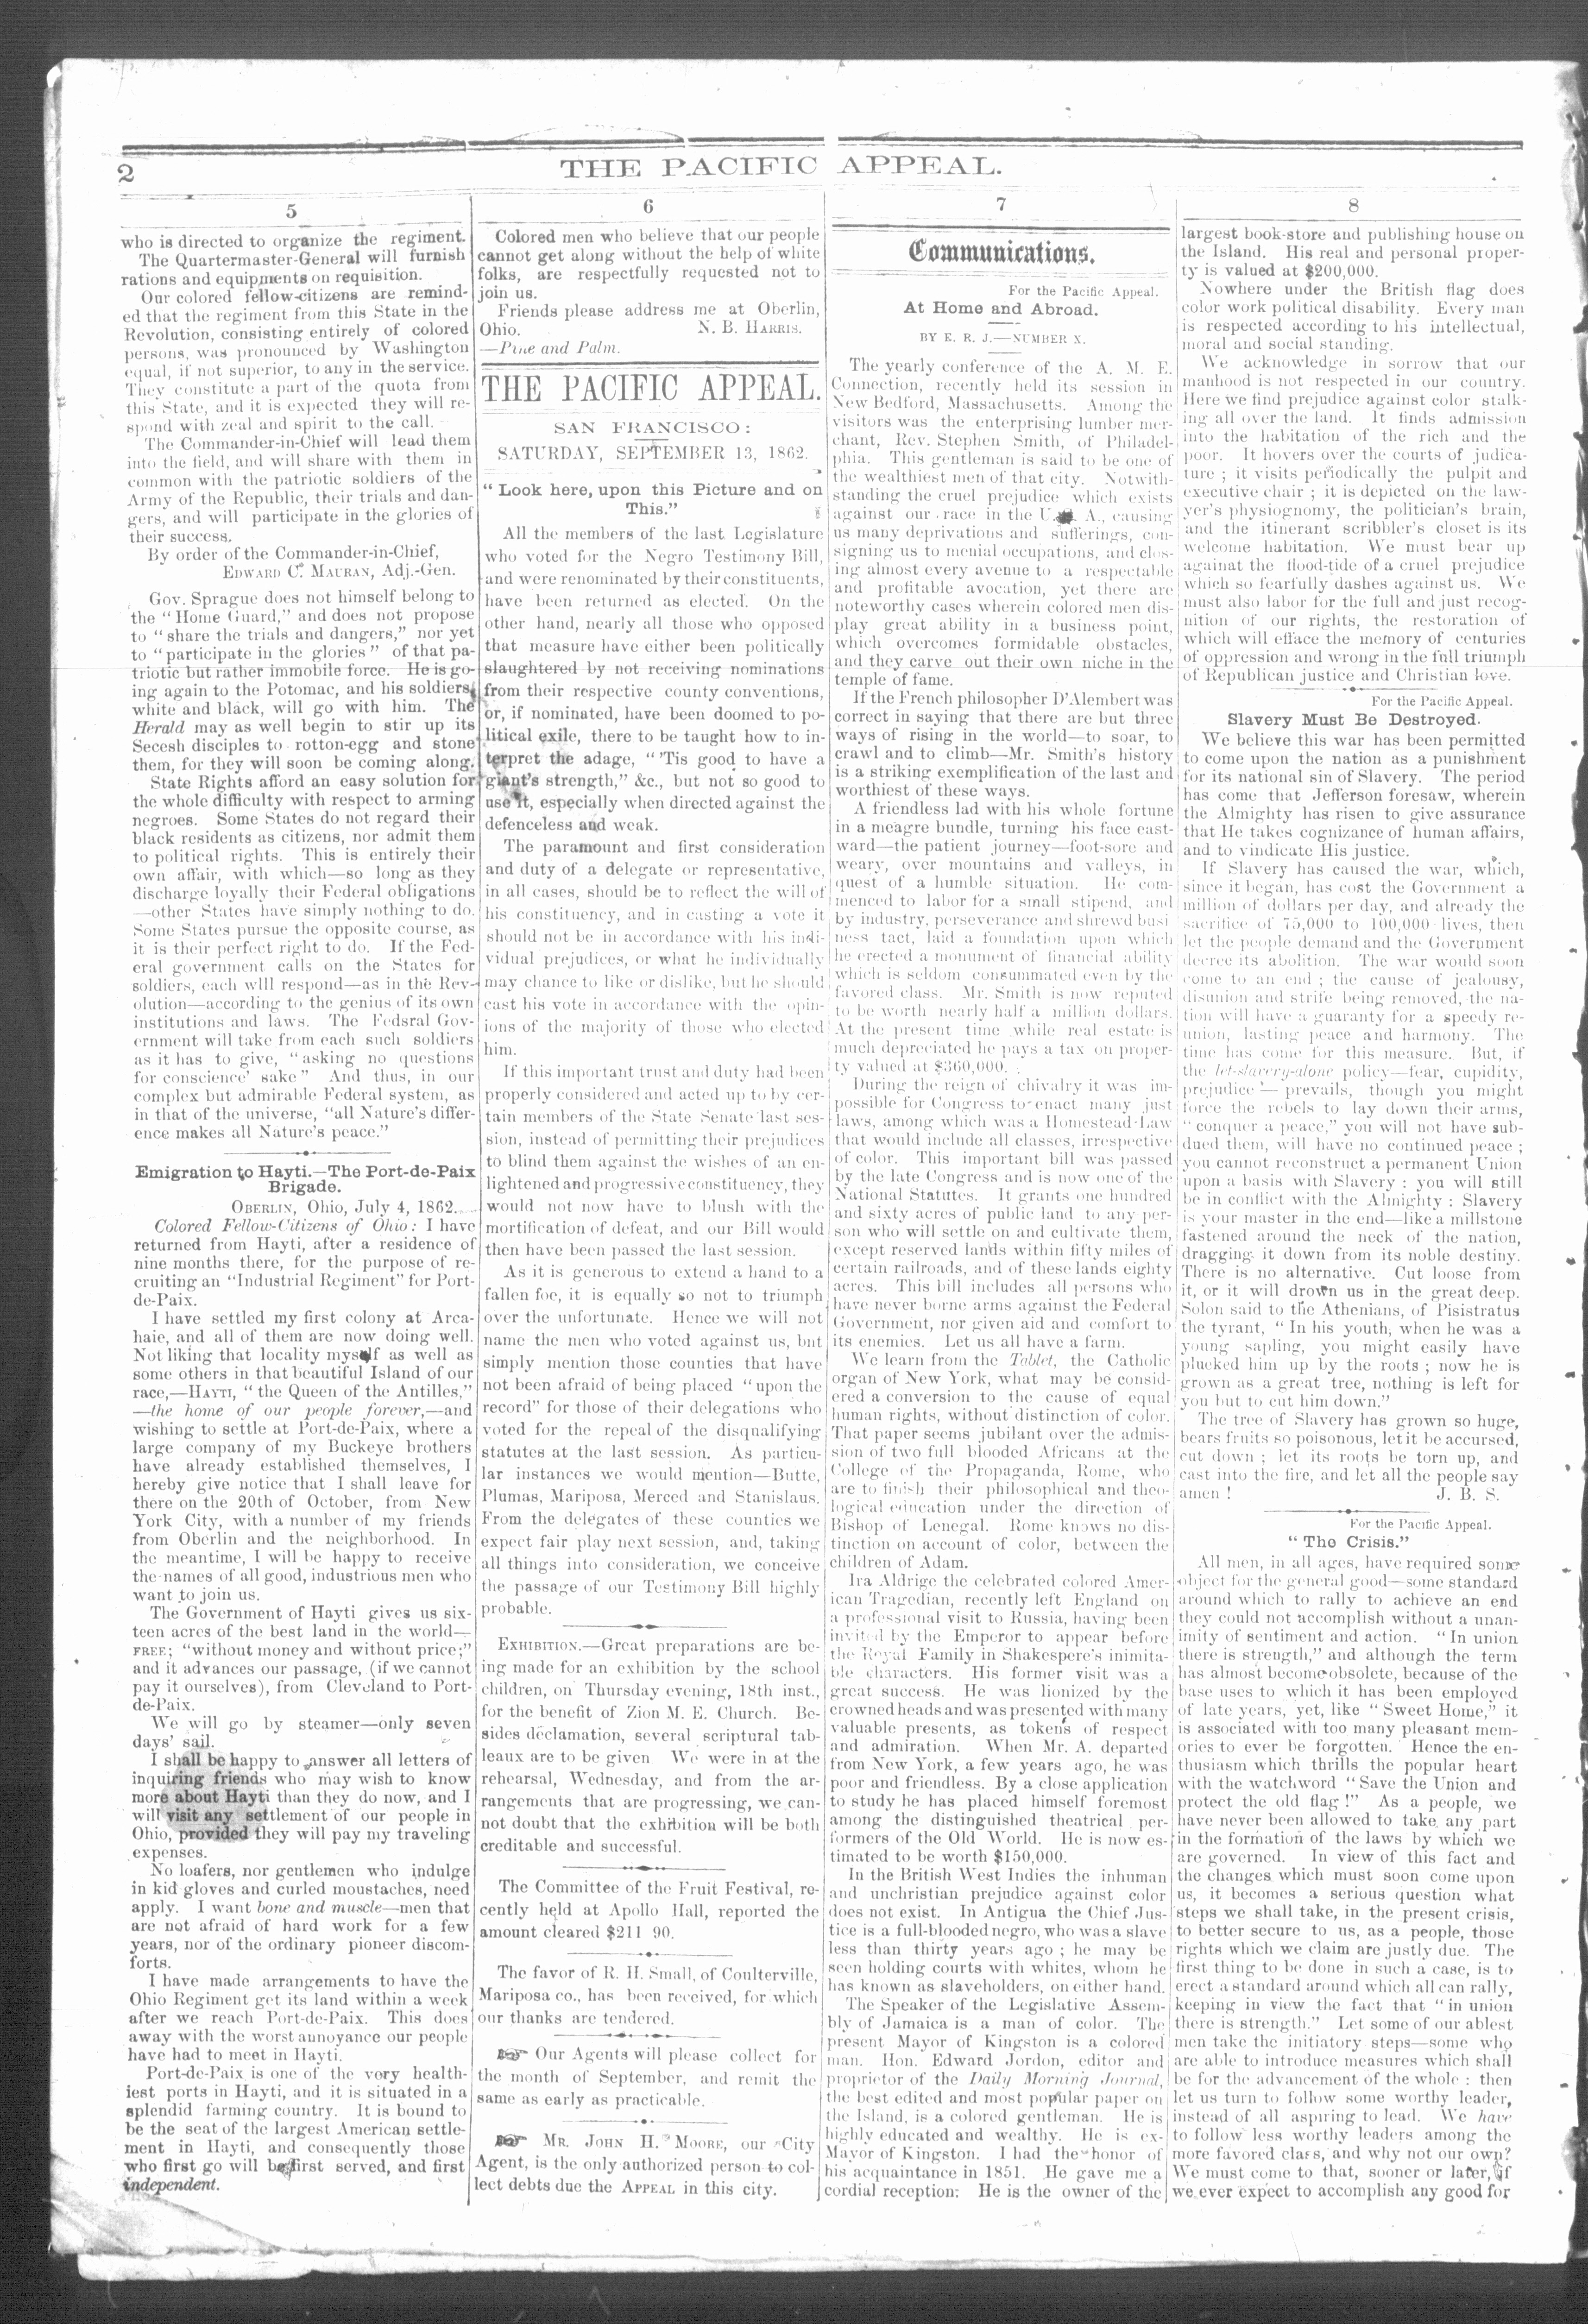 2
THE PACIFIC APPEAL.
5
who is directed to organize the regiment.
The Quartermaster-General will furnish
rations and equipments on requisition.
Our colored fellow-citizens are remind-
ed that the regiment from this State in the
Revolution, consisting entirely of colored
persons, was pronounced by Washington
equal, if not superior, to any in the service.
They constitute a part of the quota from
this State, and it is expected they will re-
spond with zeal and spirit to the call.
The Commander-in-Chief will lead them
into the field, and will share with them in
common with the patriotic soldiers of the
Army of the Republic, their trials and dan-
gers, and will participate in the glories of
their success.
By order of the Commander-in-Chief,
EDWARD C. MAURAN, Adj.-Gen.
Gov. Sprague does not himself belong to
the "Home Guard," and does not propose
to "share the trials and dangers," nor yet
to "participate in the glories" of that pa-
triotic but rather immobile force. He is go-
ing again to the Potomac, and his soldiers,
white and black, will go with him. The
Herald may as well begin to stir up its
Secesh disciples to rotton-egg and stone
them, for they will soon be coming along.
State Rights afford an easy solution for
the whole difficulty with respect to arming
negroes. Some States do not regard their
black residents as citizens, nor admit them
to political rights. This is entirely their
own affair, with which—so long as they
discharge loyally their Federal obligations
—other States have simply nothing to do.
Some States pursue the opposite course, as
it is their perfect right to do. If the Fed-
eral government calls on the States for
soldiers, each wlll respond—as in the Rev-
olution—according to the genius of its own
institutions and laws. The Fedsral Gov-
ernment will take from each such soldiers
as it has to give, "asking no questions
for conscience' sake" And thus, in our
complex but admirable Federal system, as
in that of the universe, "all Nature's differ-
ence makes all Nature's peace."
Emigration to Hayti.—The Port-de-Paix
Brigade.
OBERLIN, Ohio, July 4, 1862.
Colored Fellow-Citizens of Ohio: I have
returned from Hayti, after a residence of
nine months there, for the purpose of re-
cruiting an "Industrial Regiment" for Port-
de-Paix.
I have settled my first colony at Arca-
haie, and all of them are now doing well.
Not liking that locality myself as well as
some others in that beautiful Island of our
race,—HAYTI, "the Queen of the Antilles,"
—the home of our people forever,—and
wishing to settle at Port-de-Paix, where a
large company of my Buckeye brothers
have already established themselves, I
hereby give notice that I shall leave for
there on the 20th of October, from New
York City, with a number of my friends
from Oberlin and the neighborhood. In
the meantime, I will be happy to receive
the names of all good, industrious men who
want to join us.
The Government of Hayti gives us six-
teen acres of the best land in the world—
FREE; "without money and without price;"
and it advances our passage, (if we cannot
pay it ourselves), from Cleveland to Port-
de-Paix.
We will go by steamer—only seven
days' sail.
I shall be happy to answer all letters of
inquiring friends who may wish to know
more about Hayti than they do now, and I
will visit any settlement of our people in
Ohio, provided they will pay my traveling
expenses.
No loafers, nor gentlemen who indulge
in kid gloves and curled moustaches, need
apply. I want bone and muscle—men that
are not afraid of hard work for a few
years, nor of the ordinary pioneer discom-
forts.
I have made arrangements to have the
Ohio Regiment get its land within a week
after we reach Port-de-Paix. This does
away with the worst annoyance our people
have had to meet in Hayti.
Port-de-Paix is one of the very health-
iest ports in Hayti, and it is situated in a
splendid farming country. It is bound to
be the seat of the largest American settle-
ment in Hayti, and consequently those
who first go will be first served, and first
independent.
6
Colored men who believe that our people
cannot get along without the help of white
folks, are respectfully requested not to
join us.
Friends please address me at Oberlin,
Ohio. N. B. HARRIS.
—Pine and Palm.
THE PACIFIC APPEAL.
SAN FRANCISCO:
SATURDAY, SEPTEMBER 13, 1862.
"Look here, upon this Picture and on
This."
All the members of the last Legislature
who voted for the Negro Testimony Bill,
and were renominated by their constituents,
have been returned as elected. On the
other hand, nearly all those who opposed
that measure have either been politically
slaughtered by not receiving nominations
from their respective county conventions,
or, if nominated, have been doomed to po-
litical exile, there to be taught how to in-
terpret the adage, "'Tis good to have a
giant's strength," &c., but not so good to
use it, especially when directed against the
defenceless and weak.
The paramount and first consideration
and duty of a delegate or representative,
in all cases, should be to reflect the will of
his constituency, and in casting a vote it
should not be in accordance with his indi-
vidual prejudices, or what he individually
may chance to like or dislike, but he should
cast his vote in accordance with the opin-
ions of the majority of those who elected
him.
If this important trust and duty had been
properly considered and acted up to by cer-
tain members of the State Senate last ses-
sion, instead of permitting their prejudices
to blind them against the wishes of an en-
lightened and progressive constituency, they
would not now have to blush with the
mortification of defeat, and our Bill would
then have been passed the last session.
As it is generous to extend a hand to a
fallen foe, it is equally so not to triumph
over the unfortunate. Hence we will not
name the men who voted against us, but
simply mention those counties that have
not been afraid of being placed "upon the
record" for those of their delegations who
voted for the repeal of the disqualifying
statutes at the last session. As particu-
lar instances we would mention—Butte,
Plumas, Mariposa, Merced and Stanislaus.
From the delegates of these counties we
expect fair play next session, and, taking
all things into consideration, we conceive
the passage of our Testimony Bill highly
probable.
EXHIBITION.—Great preparations are be-
ing made for an exhibition by the school
children, on Thursday evening, 18th inst.,
for the benefit of Zion M. E. Church. Be-
sides declamation, several scriptural tab-
leaux are to be given We were in at the
rehearsal, Wednesday, and from the ar-
rangements that are progressing, we can-
not doubt that the exhibition will be both
creditable and successful.
The Committee of the Fruit Festival, re-
cently held at Apollo Hall, reported the
amount cleared $211 90.
The favor of R. H. Small, of Coulterville,
Mariposa co., has been received, for which
our thanks are tendered.
☞ Our Agents will please collect for
the month of September, and remit the
same as early as practicable.
☞ MR. JOHN H. MOORE, our City
Agent, is the only authorized person to col-
lect debts due the APPEAL in this city.
7
Communications.
For the Pacific Appeal.
At Home and Abroad.
BY E. R. J.—NUMBER X.
The yearly conference of the A. M. E.
Connection, recently held its session in
New Bedford, Massachusetts. Among the
visitors was the enterprising lumber mer-
chant, Rev. Stephen Smith, of Philadel-
phia. This gentleman is said to be one of
the wealthiest men of that city. Notwith-
standing the cruel prejudice which exists
against our race in the U. A., causing
us many deprivations and sufferings, con-
signing us to menial occupations, and clos-
ing almost every avenue to a respectable
and profitable avocation, yet there are
noteworthy cases wherein colored men dis-
play great ability in a business point,
which overcomes formidable obstacles,
and they carve out their own niche in the
temple of fame.
If the French philosopher D'Alembert was
correct in saying that there are but three
ways of rising in the world—to soar, to
crawl and to climb—Mr. Smith's history
is a striking exemplification of the last and
worthiest of these ways.
A friendless lad with his whole fortune
in a meagre bundle, turning his face east-
ward—the patient journey—foot-sore and
weary, over mountains and valleys, in
quest of a humble situation. He com-
menced to labor for a small stipend, and
by industry, perseverance and shrewd busi
ness tact, laid a foundation upon which
he erected a monument of financial ability
which is seldom consummated even by the
favored class. Mr. Smith is now reputed
to be worth nearly half a million dollars.
At the present time while real estate is
much depreciated he pays a tax on proper-
ty valued at $360,000.
During the reign of chivalry it was im-
possible for Congress to enact many just
laws, among which was a Homestead Law
that would include all classes, irrespective
of color. This important bill was passed
by the late Congress and is now one of the
National Statutes. It grants one hundred
and sixty acres of public land to any per-
son who will settle on and cultivate them,
except reserved lands within fifty miles of
certain railroads, and of these lands eighty
acres. This bill includes all persons who
have never borne arms against the Federal
Government, nor given aid and comfort to
its enemies. Let us all have a farm.
We learn from the Tablet, the Catholic
organ of New York, what may be consid-
ered a conversion to the cause of equal
human rights, without distinction of color.
That paper seems jubilant over the admis-
sion of two full blooded Africans at the
College of the Propaganda, Rome, who
are to finish their philosophical and theo-
logical education under the direction of
Bishop of Lenegal. Rome knows no dis-
tinction on account of color, between the
children of Adam.
Ira Aldrige the celebrated colored Amer-
ican Tragedian, recently left England on
a professional visit to Russia, having been
invited by the Emperor to appear before
the Royal Family in Shakespere's inimita-
ble characters. His former visit was a
great success. He was lionized by the
crowned heads and was presented with many
valuable presents, as tokens of respect
and admiration. When Mr. A. departed
from New York, a few years ago, he was
poor and friendless. By a close application
to study he has placed himself foremost
among the distinguished theatrical per-
formers of the Old World. He is now es-
timated to be worth $150,000.
In the British West Indies the inhuman
and unchristian prejudice against color
does not exist. In Antigua the Chief Jus-
tice is a full-blooded negro, who was a slave
less than thirty years ago; he may be
seen holding courts with whites, whom he
has known as slaveholders, on either hand.
The Speaker of the Legislative Assem-
bly of Jamaica is a man of color. The
present Mayor of Kingston is a colored
man. Hon. Edward Jordon, editor and
proprietor of the Daily Morning Journal,
the best edited and most popular paper on
the Island, is a colored gentleman. He is
highly educated and wealthy. He is ex-
Mayor of Kingston. I had the honor of
his acquaintance in 1851. He gave me a
cordial reception: He is the owner of the
8
largest book-store and publishing house on
the Island. His real and personal proper-
ty is valued at $200,000.
Nowhere under the British flag does
color work political disability. Every man
is respected according to his intellectual,
moral and social standing.
We acknowledge in sorrow that our
manhood is not respected in our country.
Here we find prejudice against color stalk-
ing all over the land. It finds admission
into the habitation of the rich and the
poor. It hovers over the courts of judica-
ture; it visits periodically the pulpit and
executive chair; it is depicted on the law-
yer's physiognomy, the politician's brain,
and the itinerant scribbler's closet is its
welcome habitation. We must bear up
against the flood-tide of a cruel prejudice
which so fearfully dashes against us. We
must also labor for the full and just recog-
nition of our rights, the restoration of
which will efface the memory of centuries
of oppression and wrong in the full triumph
of Republican justice and Christian love.
For the Pacific Appeal.
Slavery Must Be Destroyed.
We believe this war has been permitted
to come upon the nation as a punishment
for its national sin of Slavery. The period
has come that Jefferson foresaw, wherein
the Almighty has risen to give assurance
that He takes cognizance of human affairs,
and to vindicate His justice.
If Slavery has caused the war, which,
since it began, has cost the Government a
million of dollars per day, and already the
sacrifice of 75,000 to 100,000 lives, then
let the people demand and the Government
decree its abolition. The war would soon
come to an end; the cause of jealousy,
disunion and strife being removed, the na-
tion will have a guaranty for a speedy re-
union, lasting peace and harmony. The
time has come for this measure. But, if
the let-slavery-alone policy—fear, cupidity,
prejudice — prevails, though you might
force the rebels to lay down their arms,
"conquer a peace," you will not have sub-
dued them, will have no continued peace;
you cannot reconstruct a permanent Union
upon a basis with Slavery: you will still
be in conflict with the Almighty: Slavery
is your master in the end—like a millstone
fastened around the neck of the nation,
dragging it down from its noble destiny.
There is no alternative. Cut loose from
it, or it will drown us in the great deep.
Solon said to the Athenians, of Pisistratus
the tyrant, "In his youth, when he was a
young sapling, you might easily have
plucked him up by the roots; now he is
grown as a great tree, nothing is left for
you but to cut him down."
The tree of Slavery has grown so huge,
bears fruits so poisonous, let it be accursed,
cut down; let its roots be torn up, and
cast into the fire, and let all the people say
amen! J. B. S.
For the Pacific Appeal.
"The Crisis."
All men, in all ages, have required some
object for the general good—some standard
around which to rally to achieve an end
they could not accomplish without a unan-
imity of sentiment and action. "In union
there is strength," and although the term
has almost become obsolete, because of the
base uses to which it has been employed
of late years, yet, like "Sweet Home," it
is associated with too many pleasant mem-
ories to ever be forgotten. Hence the en-
thusiasm which thrills the popular heart
with the watchword "Save the Union and
protect the old flag!" As a people, we
have never been allowed to take any part
in the formation of the laws by which we
are governed. In view of this fact and
the changes which must soon come upon
us, it becomes a serious question what
steps we shall take, in the present crisis,
to better secure to us, as a people, those
rights which we claim are justly due. The
first thing to be done in such a case, is to
erect a standard around which all can rally,
keeping in view the fact that "in union
there is strength." Let some of our ablest
men take the initiatory steps—some who
are able to introduce measures which shall
be for the advancement of the whole: then
let us turn to follow some worthy leader,
instead of all aspiring to lead. We have
to follow less worthy leaders among the
more favored class, and why not our own?
We must come to that, sooner or later, if
we ever expect to accomplish any good for